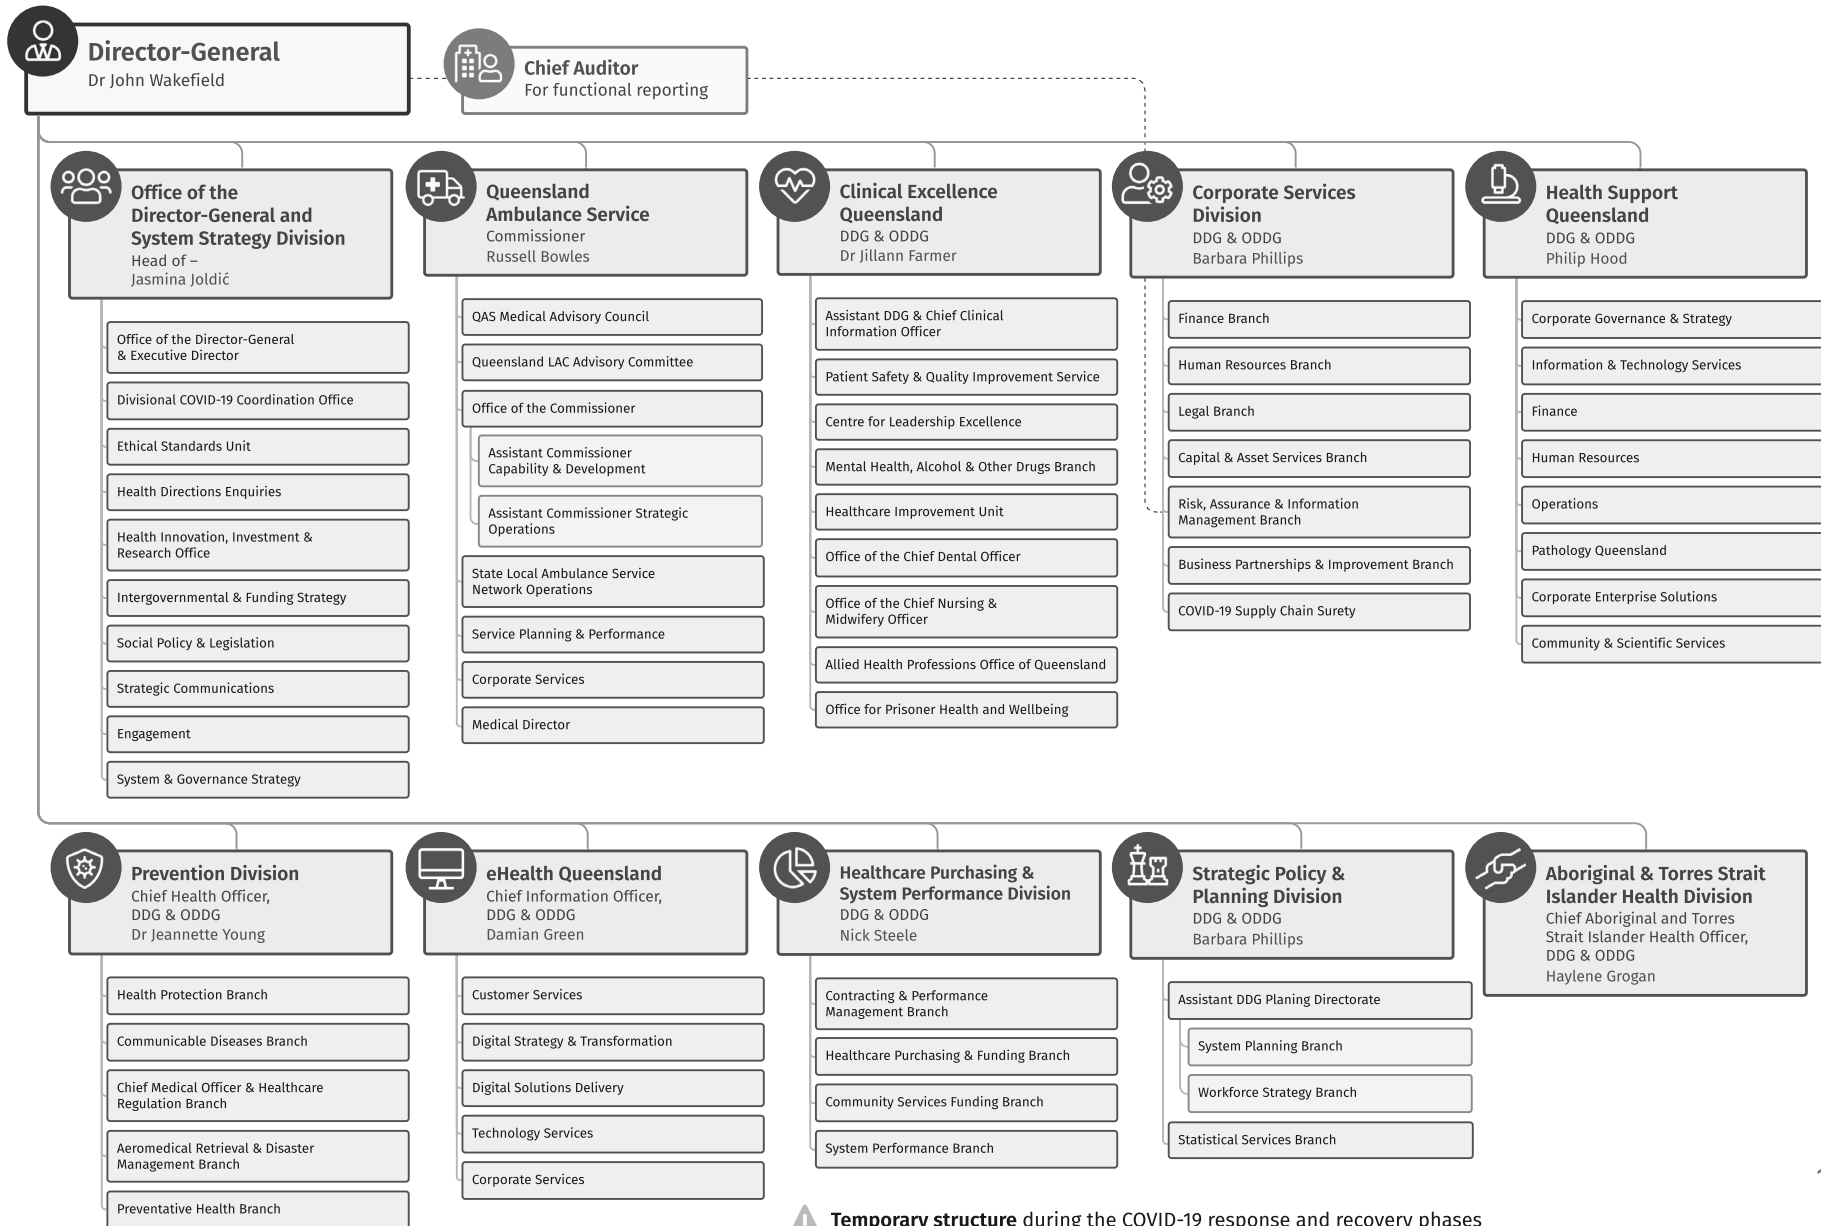 Director-General
Dr John Wakefield
Chief Auditor
For functional reporting
Office of the
Director-General and
System Strategy Division
Head of –
Jasmina Joldić
Office of the Director-General
& Executive Director
Divisional COVID-19 Coordination Office
Ethical Standards Unit
Health Directions Enquiries
Health Innovation, Investment &
Research Office
Intergovernmental & Funding Strategy
Social Policy & Legislation
Strategic Communications
Engagement
System & Governance Strategy
Queensland
Ambulance Service
Commissioner
Russell Bowles
QAS Medical Advisory Council
Queensland LAC Advisory Committee
Office of the Commissioner
Assistant Commissioner
Capability & Development
Assistant Commissioner Strategic
Operations
State Local Ambulance Service
Network Operations
Service Planning & Performance
Corporate Services
Medical Director
Clinical Excellence
Queensland
DDG & ODDG
Dr Jillann Farmer
Assistant DDG & Chief Clinical
Information Officer
Patient Safety & Quality Improvement Service
Centre for Leadership Excellence
Mental Health, Alcohol & Other Drugs Branch
Healthcare Improvement Unit
Office of the Chief Dental Officer
Office of the Chief Nursing &
Midwifery Officer
Allied Health Professions Office of Queensland
Office for Prisoner Health and Wellbeing
Corporate Services
Division
DDG & ODDG
Barbara Phillips
Finance Branch
Human Resources Branch
Legal Branch
Capital & Asset Services Branch
Risk, Assurance & Information
Management Branch
Business Partnerships & Improvement Branch
COVID-19 Supply Chain Surety
Health Support
Queensland
DDG & ODDG
Philip Hood
Corporate Governance & Strategy
Information & Technology Services
Finance
Human Resources
Operations
Pathology Queensland
Corporate Enterprise Solutions
Community & Scientific Services
Prevention Division
Chief Health Officer,
DDG & ODDG
Dr Jeannette Young
Health Protection Branch
Communicable Diseases Branch
Chief Medical Officer & Healthcare
Regulation Branch
Aeromedical Retrieval & Disaster
Management Branch
Preventative Health Branch
eHealth Queensland
Chief Information Officer,
DDG & ODDG
Damian Green
Customer Services
Digital Strategy & Transformation
Digital Solutions Delivery
Technology Services
Corporate Services
Healthcare Purchasing &
System Performance Division
DDG & ODDG
Nick Steele
Contracting & Performance
Management Branch
Healthcare Purchasing & Funding Branch
Community Services Funding Branch
System Performance Branch
Strategic Policy &
Planning Division
DDG & ODDG
Barbara Phillips
Assistant DDG Planing Directorate
System Planning Branch
Workforce Strategy Branch
Statistical Services Branch
Aboriginal & Torres Strait
Islander Health Division
Chief Aboriginal and Torres
Strait Islander Health Officer,
DDG & ODDG
Haylene Grogan
Temporary structure during the COVID-19 response and recovery phases